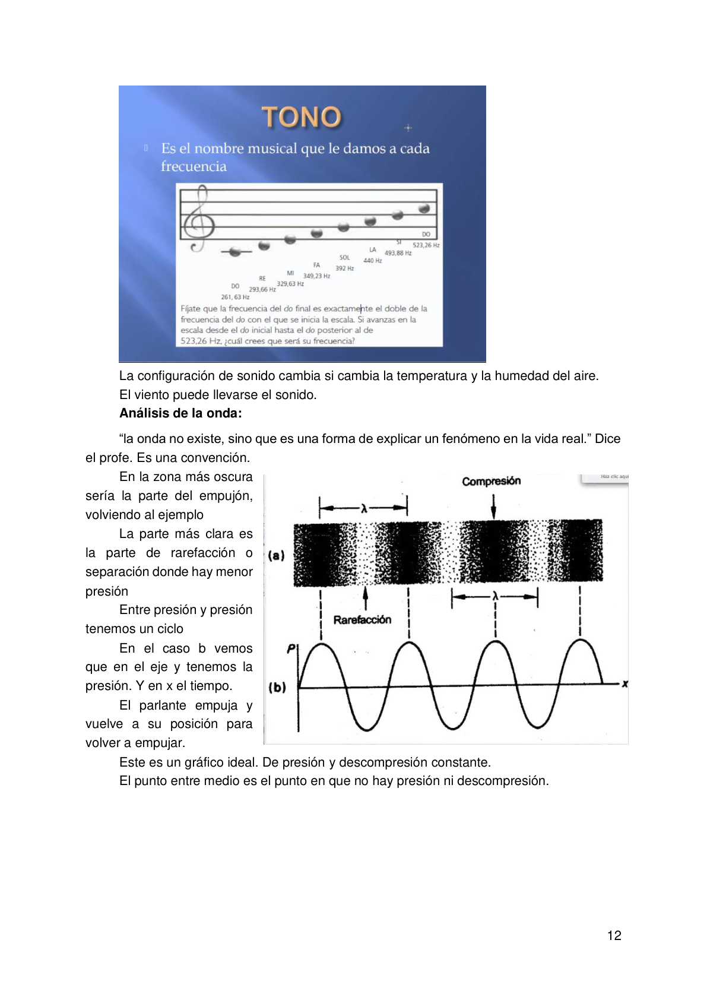 TONO
Es el nombre musical que le damos a cada
frecuencia
DO
523,26 Hz
SI
493,88 Hz
LA
440 Hz
SOL
392 Hz
FA
349,23 Hz
MI
329,63 Hz
RE
293,66 Hz
DO
261, 63 Hz
Fíjate que la frecuencia del do final es exactamente el doble de la
frecuencia del do con el que se inicia la escala. Si avanzas en la
escala desde el do inicial hasta el do posterior al de
523,26 Hz, ¿cuál crees que será su frecuencia?
La configuración de sonido cambia si cambia la temperatura y la humedad del aire.
El viento puede llevarse el sonido.
Análisis de la onda:
“la onda no existe, sino que es una forma de explicar un fenómeno en la vida real.” Dice
el profe. Es una convención.
En la zona más oscura
sería la parte del empujón,
volviendo al ejemplo
La parte más clara es
la parte de rarefacción o
separación donde hay menor
presión
Entre presión y presión
tenemos un ciclo
En el caso b vemos
que en el eje y tenemos la
presión. Y en x el tiempo.
El parlante empuja y
vuelve a su posición para
volver a empujar.
Haz clic aqui
Compresión
λ
(a)
λ
Rarefacción
P
(b)
x
Este es un gráfico ideal. De presión y descompresión constante.
El punto entre medio es el punto en que no hay presión ni descompresión.
12